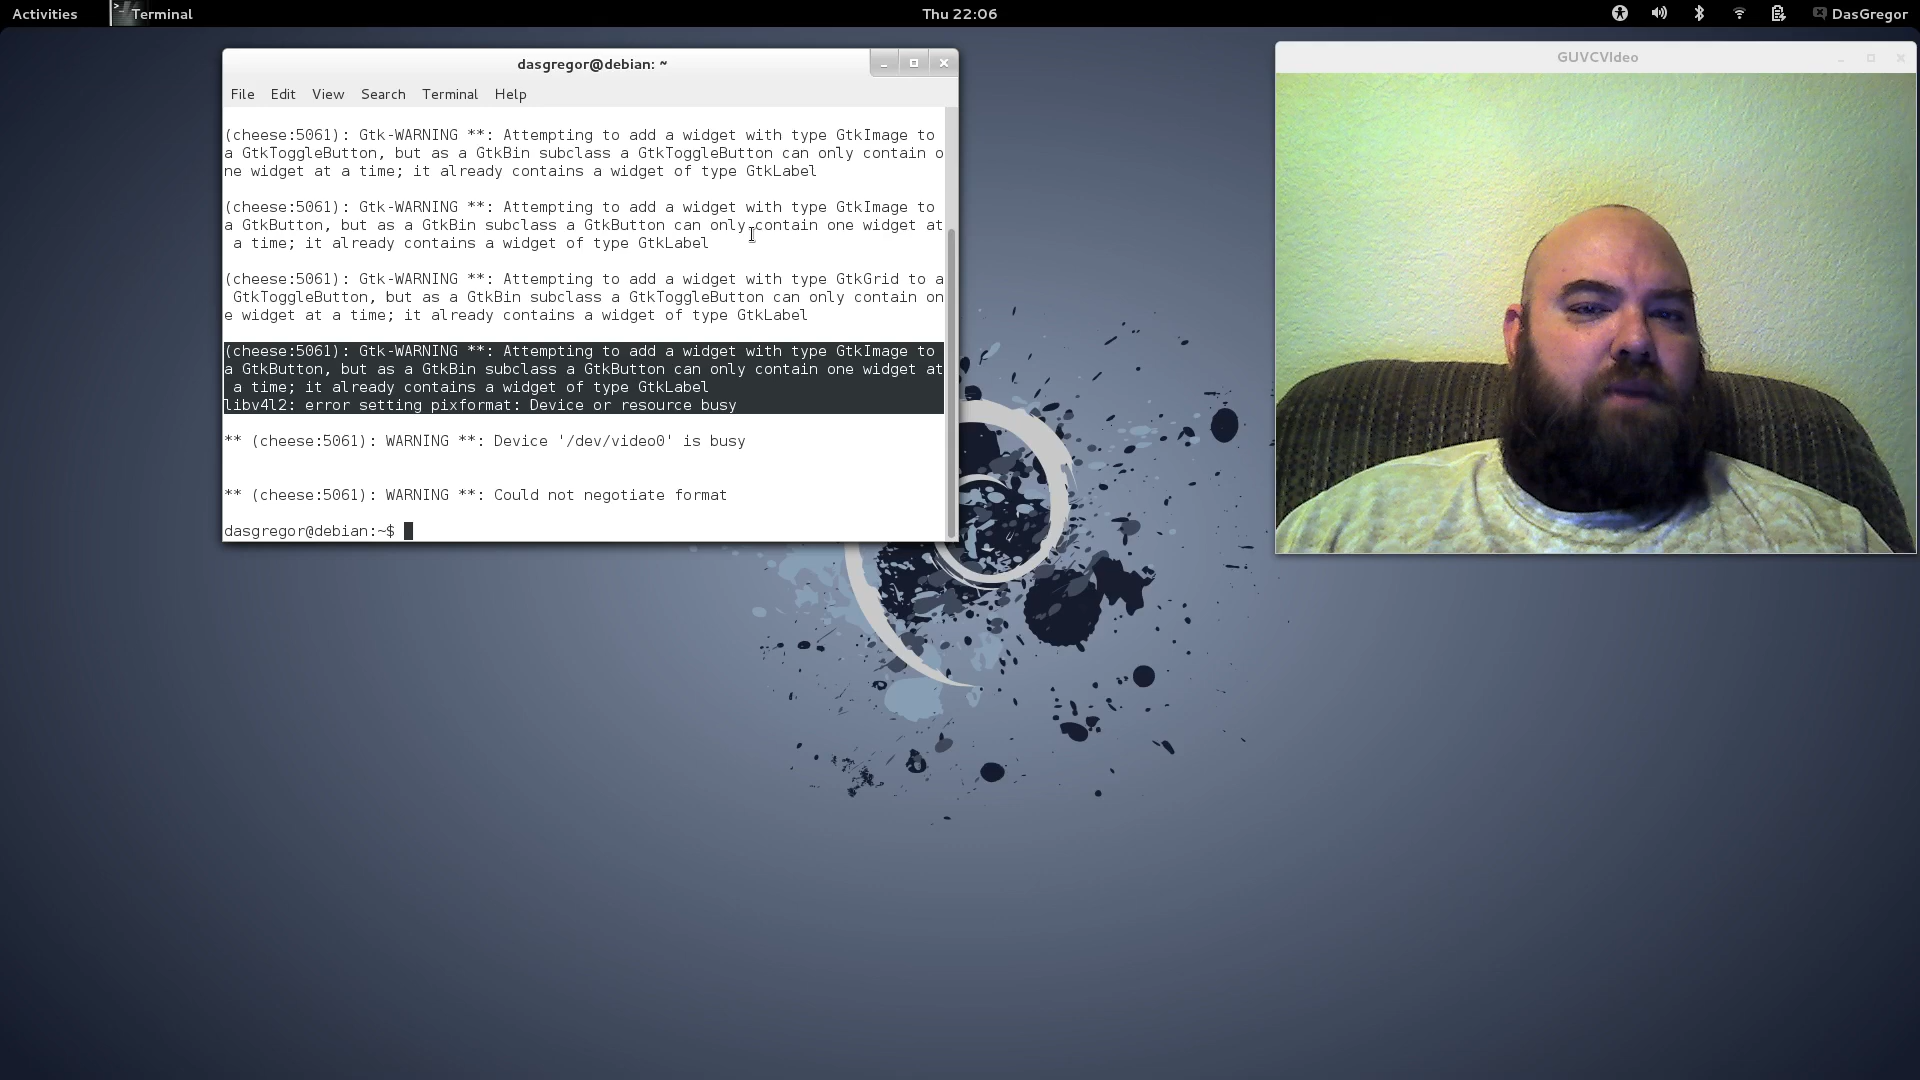 Activities
Terminal
Thu 22:06
DasGregor
dasgregor@debian: ~
File Edit View Search Terminal Help
(cheese:5061): Gtk-WARNING **: Attempting to add a widget with type GtkImage to
a GtkToggleButton, but as a GtkBin subclass a GtkToggleButton can only contain o
ne widget at a time; it already contains a widget of type GtkLabel
(cheese:5061): Gtk-WARNING **: Attempting to add a widget with type GtkImage to
a GtkButton, but as a GtkBin subclass a GtkButton can only contain one widget at
 a time; it already contains a widget of type GtkLabel
(cheese:5061): Gtk-WARNING **: Attempting to add a widget with type GtkGrid to a
 GtkToggleButton, but as a GtkBin subclass a GtkToggleButton can only contain on
e widget at a time; it already contains a widget of type GtkLabel
(cheese:5061): Gtk-WARNING **: Attempting to add a widget with type GtkImage to
a GtkButton, but as a GtkBin subclass a GtkButton can only contain one widget at
 a time; it already contains a widget of type GtkLabel
libv4l2: error setting pixformat: Device or resource busy
** (cheese:5061): WARNING **: Device '/dev/video0' is busy
** (cheese:5061): WARNING **: Could not negotiate format
dasgregor@debian:~$
GUVCVIdeo